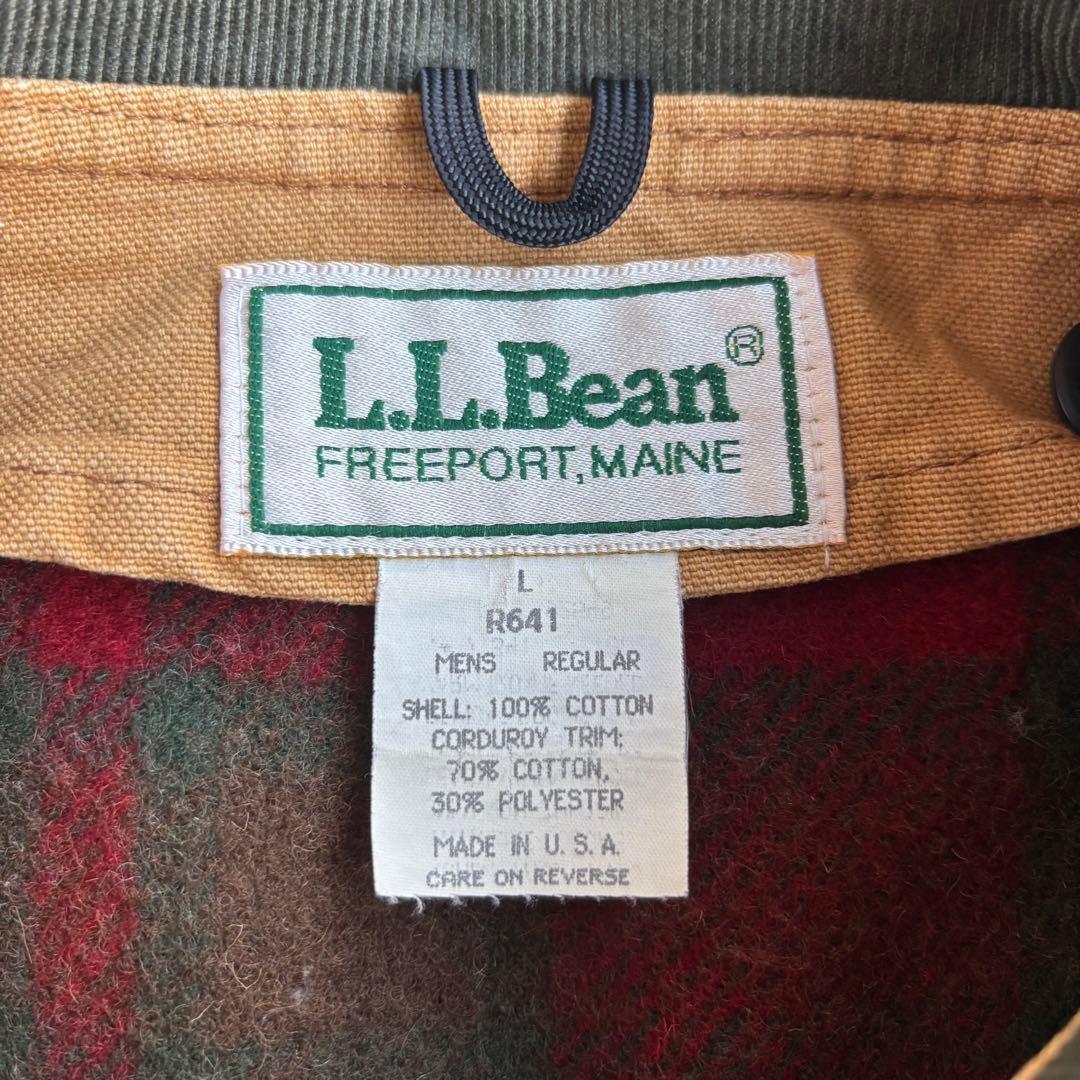 L.L.Bean®
FREEPORT, MAINE
L
R641
MENS REGULAR
SHELL: 100% COTTON
CORDUROY TRIM:
70% COTTON,
30% POLYESTER
MADE IN U.S.A.
CARE ON REVERSE